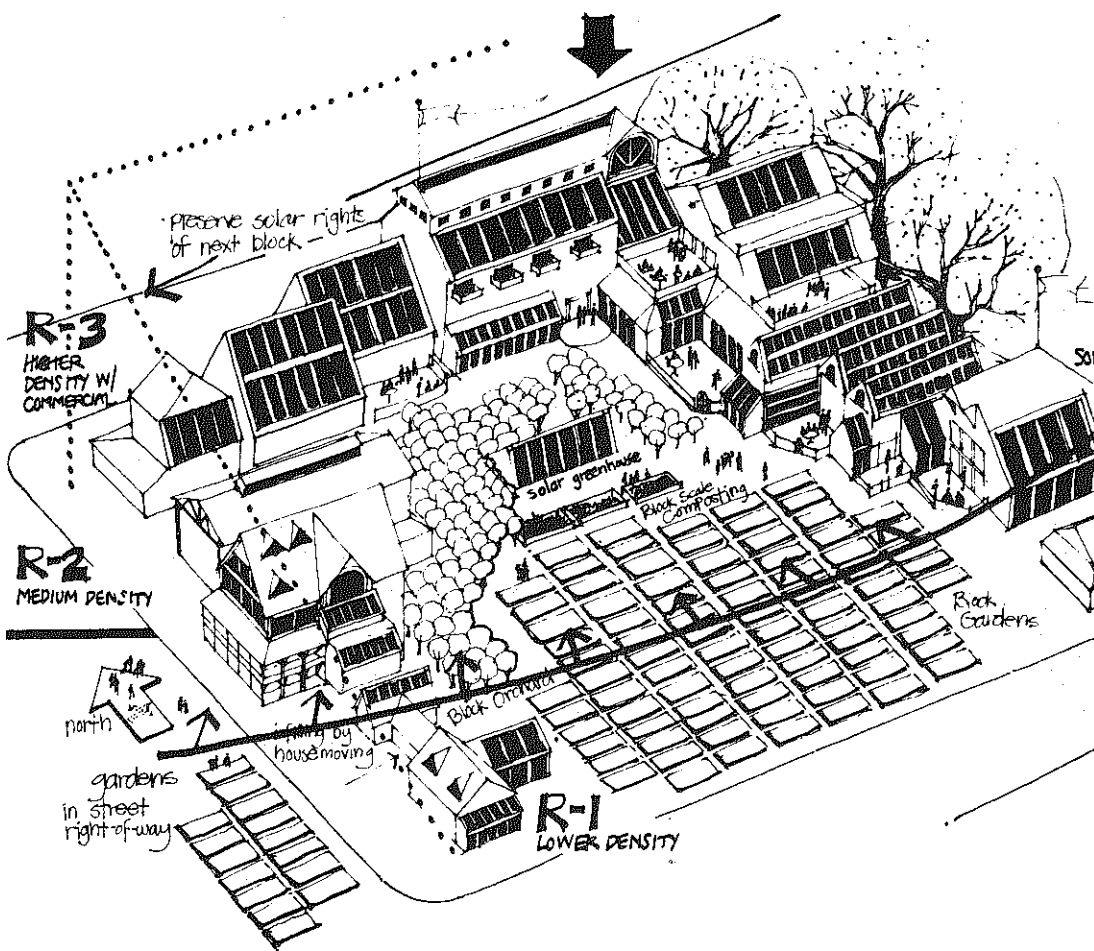 Preserve solar rights
of next block
R-3
HIGHER
DENSITY W/
COMMERCIAL
solar greenhouse
Block Scale
Composting
R-2
MEDIUM DENSITY
Block
Gardens
north
Block Orchard
infilling by
housemoving
gardens
in street
right-of-way
R-1
LOWER DENSITY